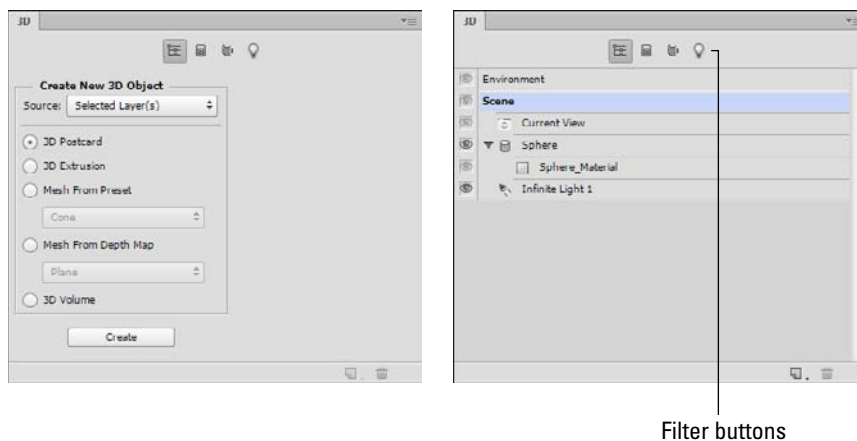 3D
Create New 3D Object
Source: Selected Layer(s)
3D Postcard
3D Extrusion
Mesh From Preset
Cone
Mesh From Depth Map
Plane
3D Volume
Create
3D
Environment
Scene
Current View
Sphere
Sphere_Material
Infinite Light 1
Filter buttons